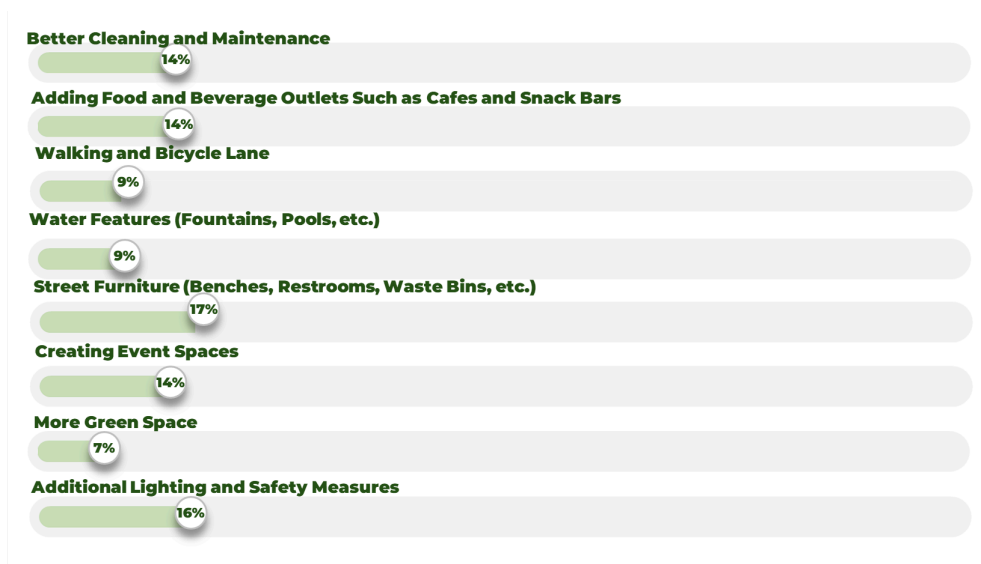 Better Cleaning and Maintenance
14%
Adding Food and Beverage Outlets Such as Cafes and Snack Bars
14%
Walking and Bicycle Lane
9%
Water Features (Fountains, Pools, etc.)
9%
Street Furniture (Benches, Restrooms, Waste Bins, etc.)
17%
Creating Event Spaces
14%
More Green Space
7%
Additional Lighting and Safety Measures
16%